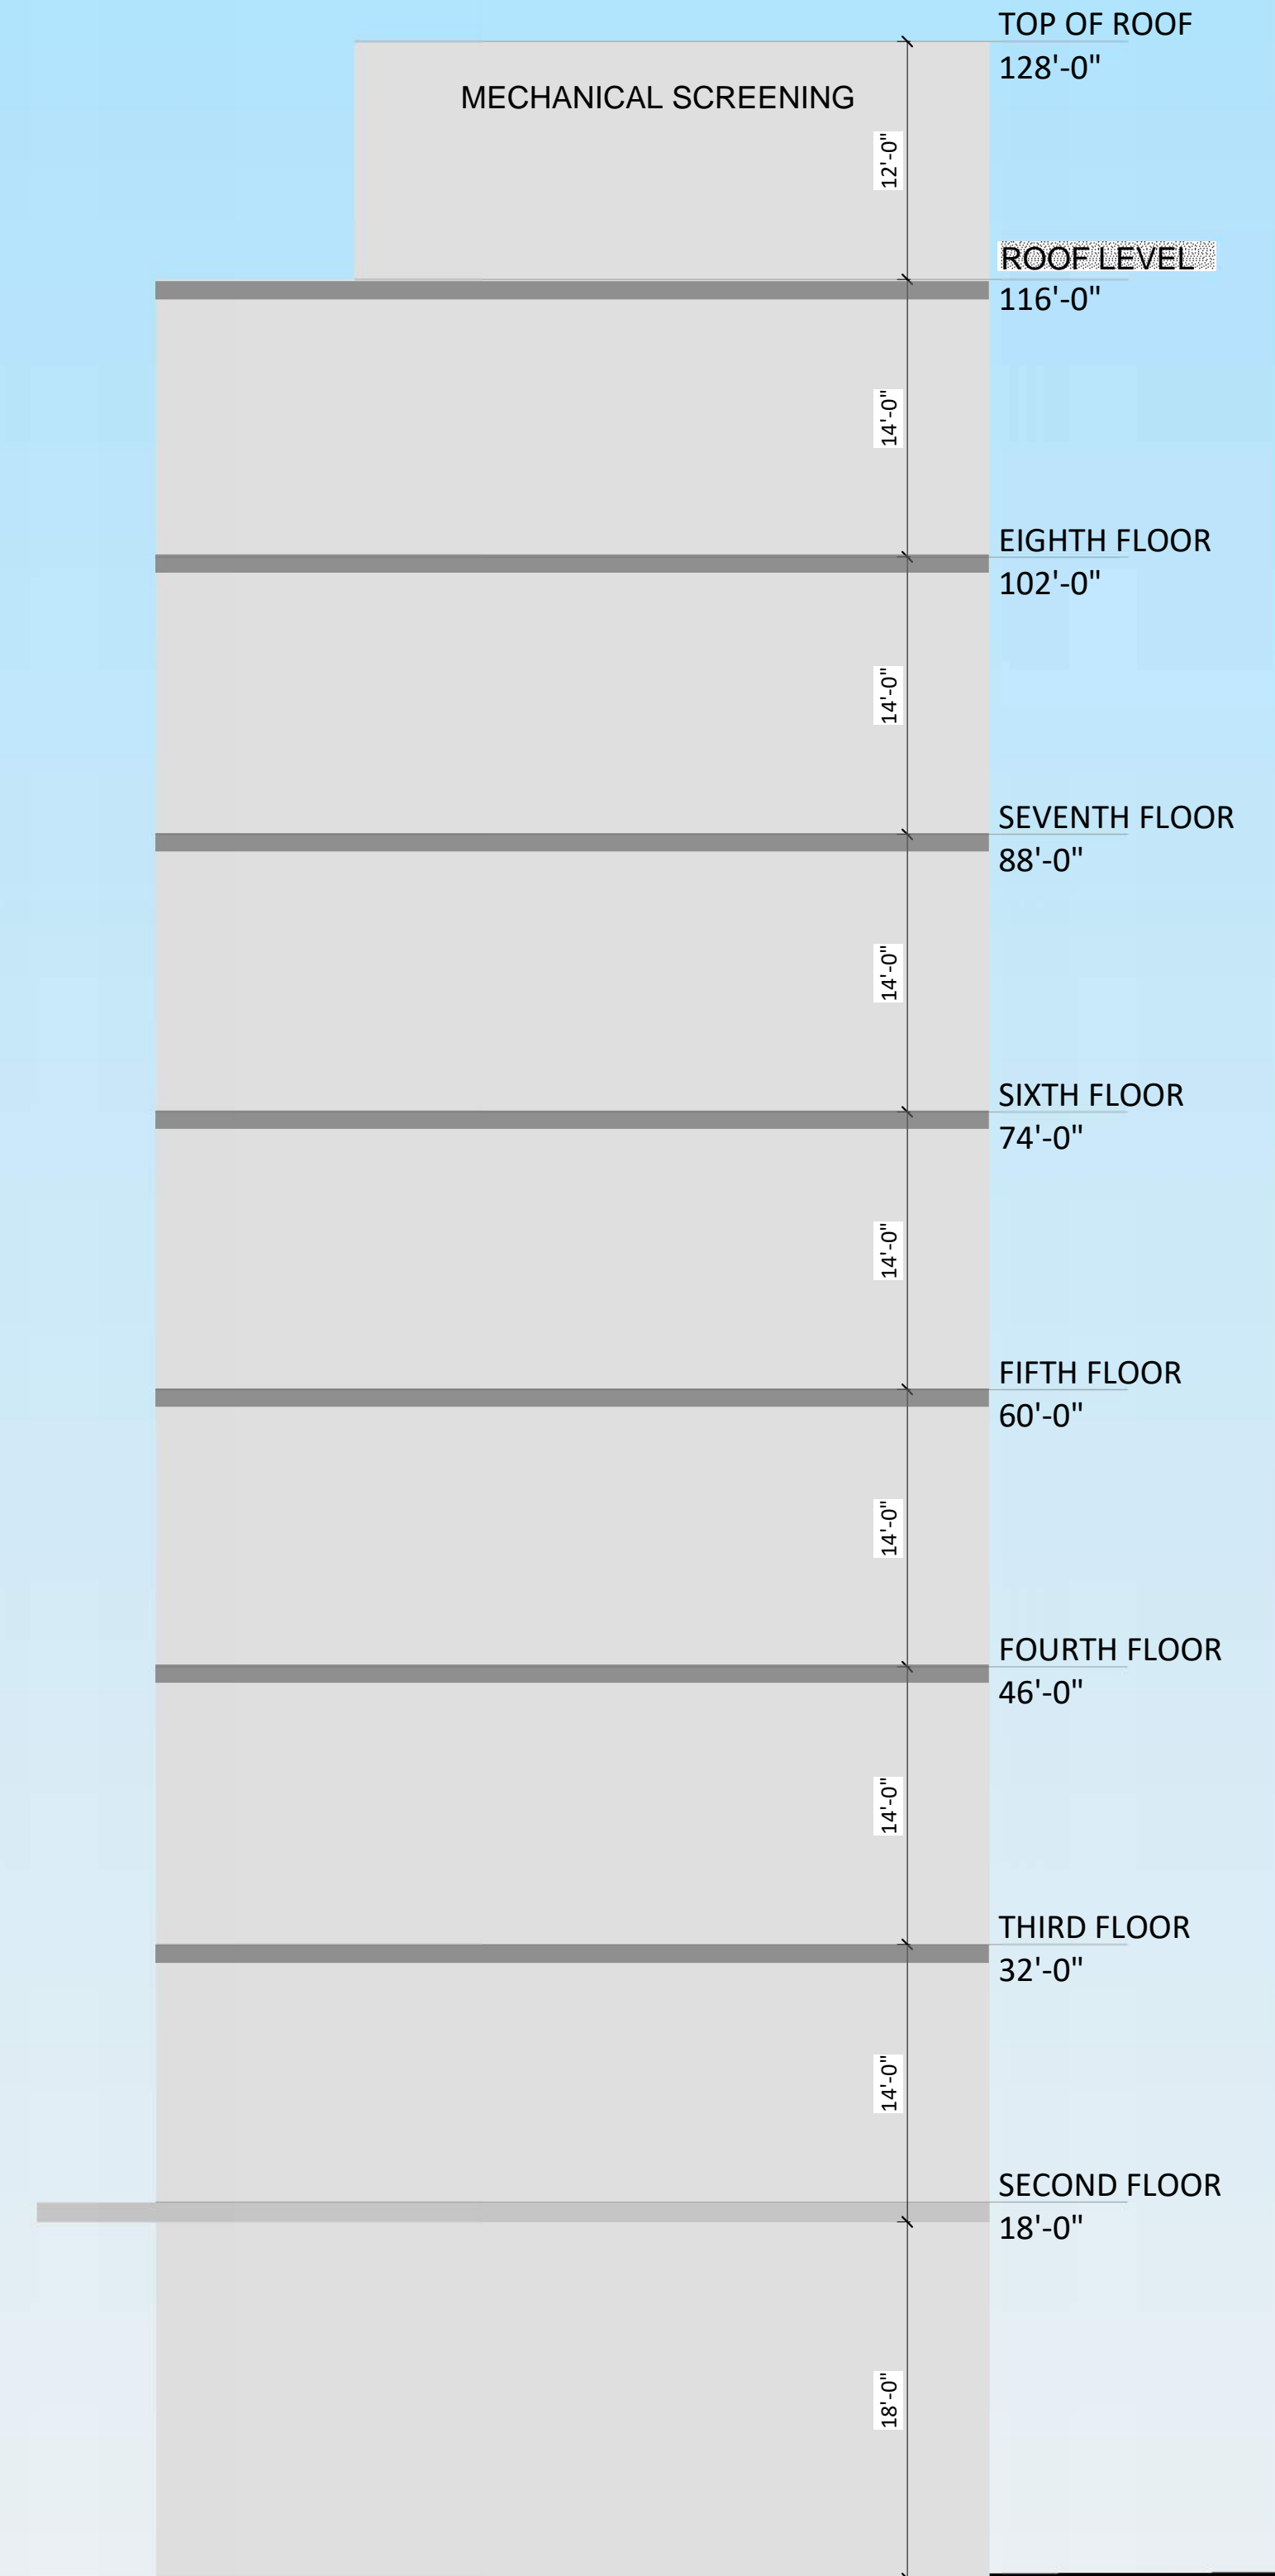 TOP OF ROOF
128'-0"
MECHANICAL SCREENING
12'-0"
ROOF LEVEL
116'-0"
14'-0"
EIGHTH FLOOR
102'-0"
14'-0"
SEVENTH FLOOR
88'-0"
14'-0"
SIXTH FLOOR
74'-0"
14'-0"
FIFTH FLOOR
60'-0"
14'-0"
FOURTH FLOOR
46'-0"
14'-0"
THIRD FLOOR
32'-0"
14'-0"
SECOND FLOOR
18'-0"
18'-0"